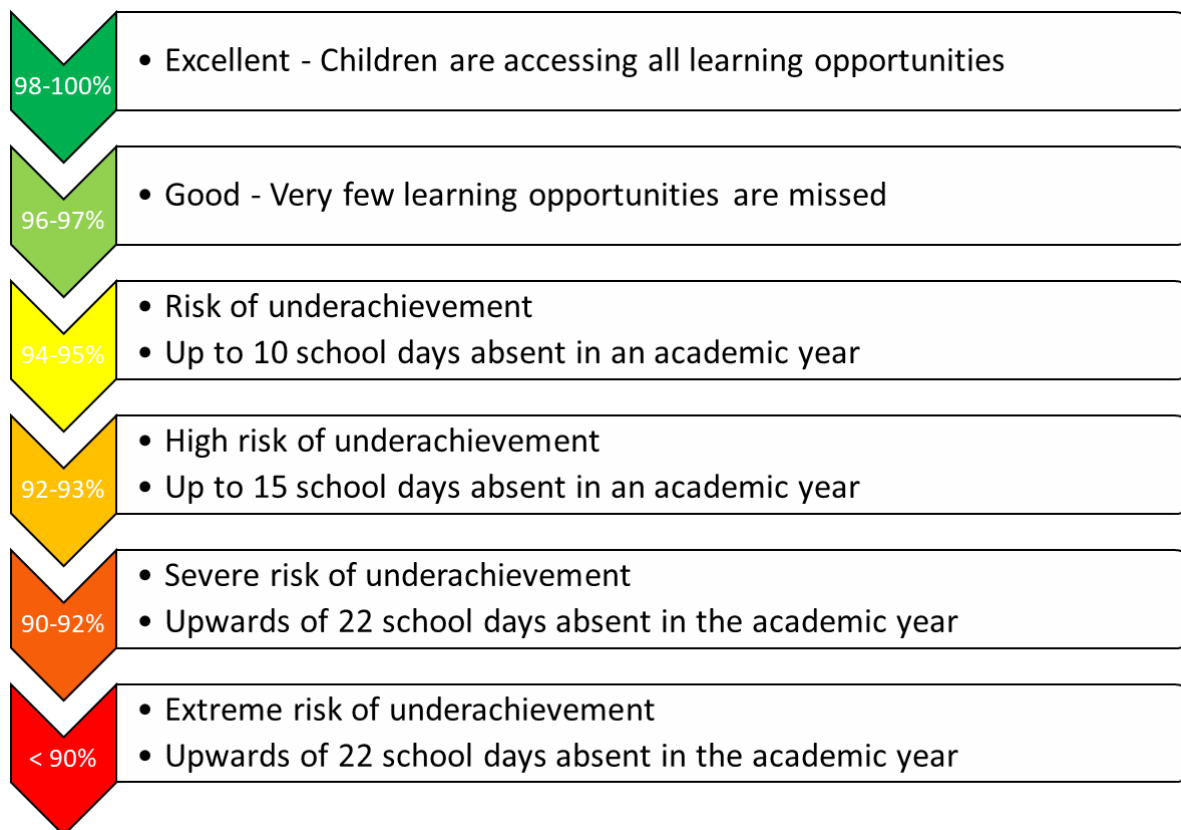 98-100%
• Excellent - Children are accessing all learning opportunities
96-97%
• Good - Very few learning opportunities are missed
94-95%
• Risk of underachievement
• Up to 10 school days absent in an academic year
92-93%
• High risk of underachievement
• Up to 15 school days absent in an academic year
90-92%
• Severe risk of underachievement
• Upwards of 22 school days absent in the academic year
< 90%
• Extreme risk of underachievement
• Upwards of 22 school days absent in the academic year